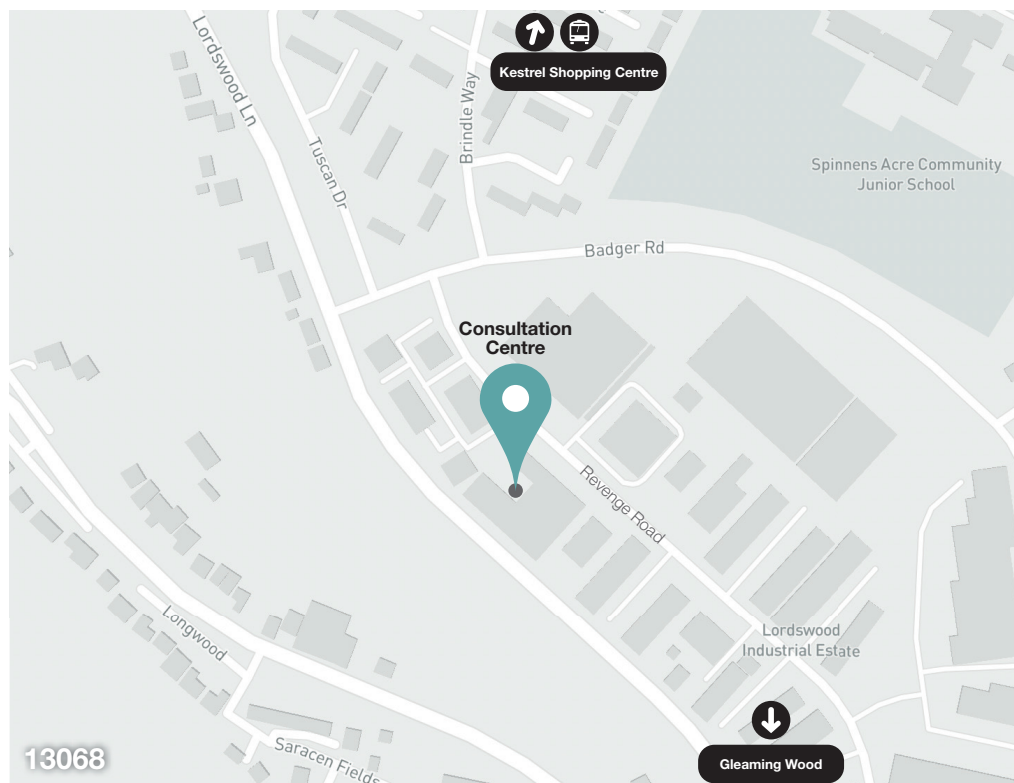 Kestrel Shopping Centre
Lordswood Ln
Brindle Way
Tuscan Dr
Spinnens Acre Community
Junior School
Badger Rd
Consultation
Centre
Revenge Road
Longwood
Lordswood
Industrial Estate
Saracen Fields
13068
Gleaming Wood